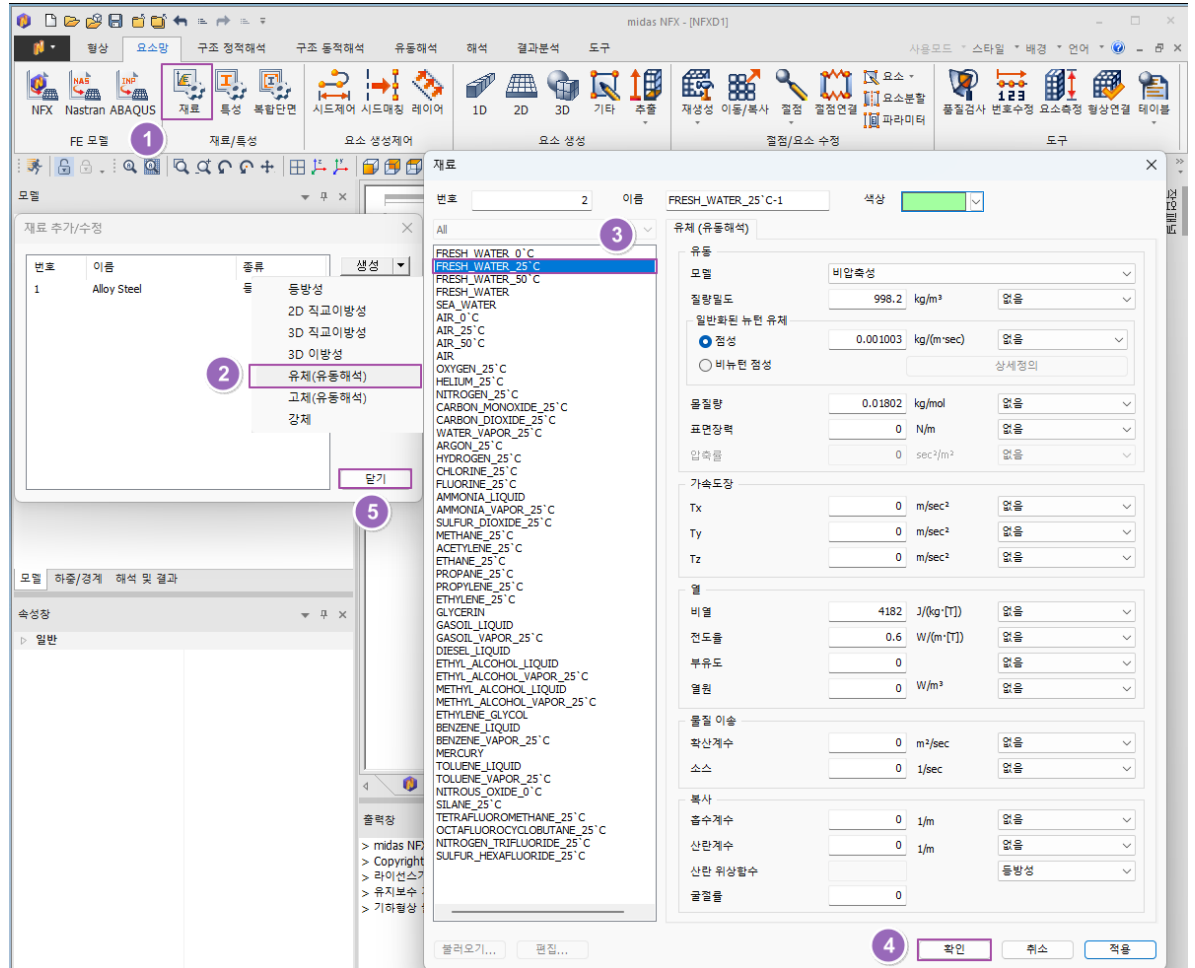 midas NFX - [NFXD1]
형상 요소망 구조 정적해석 구조 동적해석 유동해석 해석 결과분석 도구 사용모드 스타일 배경 언어
NAS INP 요소
NFX Nastran ABAQUS 재료 특성 복합단면 시드제어 시드매칭 레이어 1D 2D 3D 기타 추출 재생성 이동/복사 절점 절점연결 요소분할 파라미터 품질검사 번호수정 요소측정 형상연결 테이블
123
1
FE 모델 재료/특성 요소 생성제어 요소 생성 절점/요소 수정 도구
모델
작업패널
재료 추가/수정
번호 이름 종류 생성
1 Alloy Steel 등
등방성
2D 직교이방성
3D 직교이방성
3D 이방성
2
유체(유동해석)
고체(유동해석)
강체
닫기
5
모델 하중/경계 해석 및 결과
속성창
일반
출력창
> midas NF
> Copyright
> 라이선스
> 유지보수
> 기하형상
재료
번호 2 이름 FRESH_WATER_25`C-1 색상
All
3
FRESH_WATER_0`C
FRESH_WATER_25`C
FRESH_WATER_50`C
FRESH_WATER
SEA_WATER
AIR_0`C
AIR_25`C
AIR_50`C
AIR
OXYGEN_25`C
HELIUM_25`C
NITROGEN_25`C
CARBON_MONOXIDE_25`C
CARBON_DIOXIDE_25`C
WATER_VAPOR_25`C
ARGON_25`C
HYDROGEN_25`C
CHLORINE_25`C
FLUORINE_25`C
AMMONIA_LIQUID
AMMONIA_VAPOR_25`C
SULFUR_DIOXIDE_25`C
METHANE_25`C
ACETYLENE_25`C
ETHANE_25`C
PROPANE_25`C
PROPYLENE_25`C
ETHYLENE_25`C
GLYCERIN
GASOIL_LIQUID
GASOIL_VAPOR_25`C
DIESEL_LIQUID
ETHYL_ALCOHOL_LIQUID
ETHYL_ALCOHOL_VAPOR_25`C
METHYL_ALCOHOL_LIQUID
METHYL_ALCOHOL_VAPOR_25`C
ETHYLENE_GLYCOL
BENZENE_LIQUID
BENZENE_VAPOR_25`C
MERCURY
TOLUENE_LIQUID
TOLUENE_VAPOR_25`C
NITROUS_OXIDE_0`C
SILANE_25`C
TETRAFLUOROMETHANE_25`C
OCTAFLUOROCYCLOBUTANE_25`C
NITROGEN_TRIFLUORIDE_25`C
SULFUR_HEXAFLUORIDE_25`C
유체 (유동해석)
유동
모델 비압축성
질량밀도 998.2 kg/m³ 없음
일반화된 뉴턴 유체
점성 0.001003 kg/(m·sec) 없음
비뉴턴 점성 상세정의
몰질량 0.01802 kg/mol 없음
표면장력 0 N/m 없음
압축률 0 sec²/m² 없음
가속도장
Tx 0 m/sec² 없음
Ty 0 m/sec² 없음
Tz 0 m/sec² 없음
열
비열 4182 J/(kg·[T]) 없음
전도율 0.6 W/(m·[T]) 없음
부유도 0 없음
열원 0 W/m³ 없음
물질 이송
확산계수 0 m²/sec 없음
소스 0 1/sec 없음
복사
흡수계수 0 1/m 없음
산란계수 0 1/m 없음
산란 위상함수 등방성
굴절률 0
불러오기... 편집... 4 확인 취소 적용